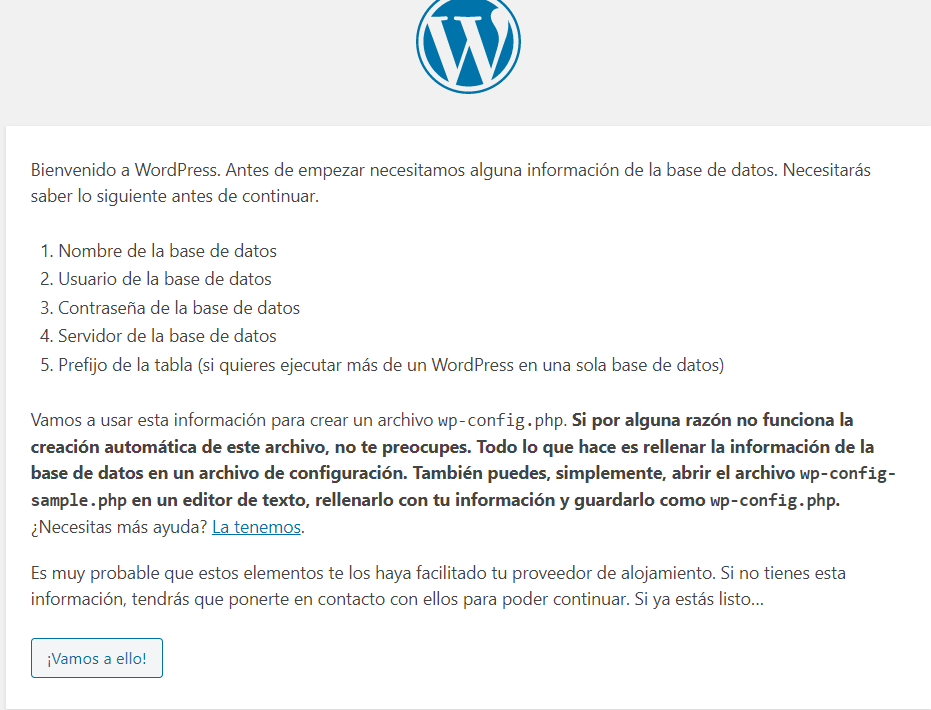 Bienvenido a WordPress. Antes de empezar necesitamos alguna información de la base de datos. Necesitarás
saber lo siguiente antes de continuar.
1. Nombre de la base de datos
2. Usuario de la base de datos
3. Contraseña de la base de datos
4. Servidor de la base de datos
5. Prefijo de la tabla (si quieres ejecutar más de un WordPress en una sola base de datos)
Vamos a usar esta información para crear un archivo wp-config.php. Si por alguna razón no funciona la
creación automática de este archivo, no te preocupes. Todo lo que hace es rellenar la información de la
base de datos en un archivo de configuración. También puedes, simplemente, abrir el archivo wp-config-
sample.php en un editor de texto, rellenarlo con tu información y guardarlo como wp-config.php.
¿Necesitas más ayuda? La tenemos.
Es muy probable que estos elementos te los haya facilitado tu proveedor de alojamiento. Si no tienes esta
información, tendrás que ponerte en contacto con ellos para poder continuar. Si ya estás listo…
¡Vamos a ello!